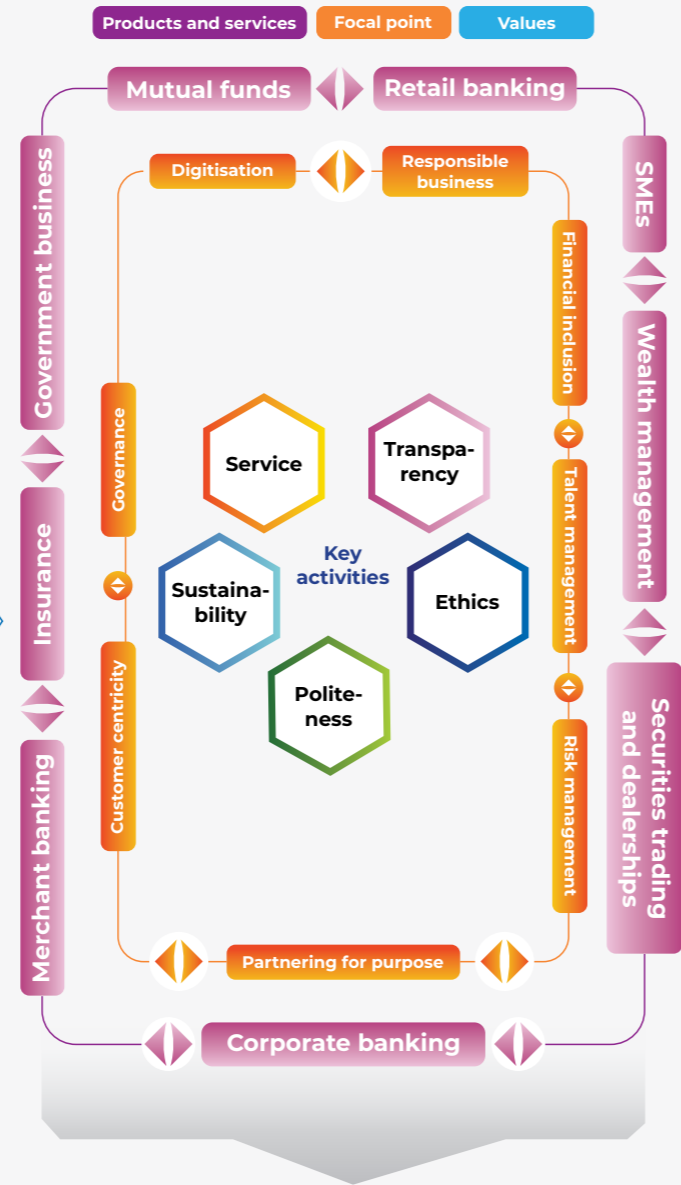 Products and services
Focal point
Values
Mutual funds
Retail banking
Government business
Insurance
Merchant banking
SMEs
Wealth management
Securities trading
and dealerships
Corporate banking
Digitisation
Responsible
business
Governance
Customer centricity
Financial inclusion
Talent management
Risk management
Partnering for purpose
Service
Transpa-
rency
Key
activities
Sustaina-
bility
Ethics
Polite-
ness